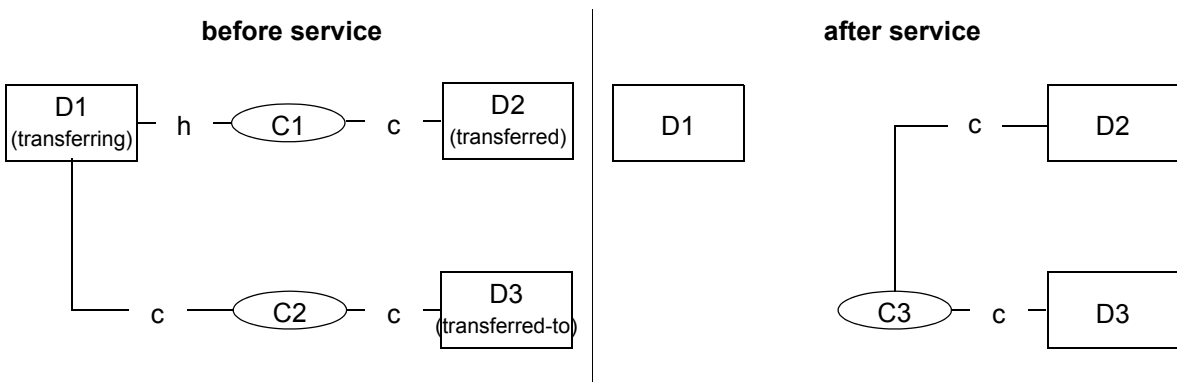 before service
after service
D1
(transferring)
h
C1
c
D2
(transferred)
D1
c
D2
c
C2
c
D3
(transferred-to)
C3
c
D3